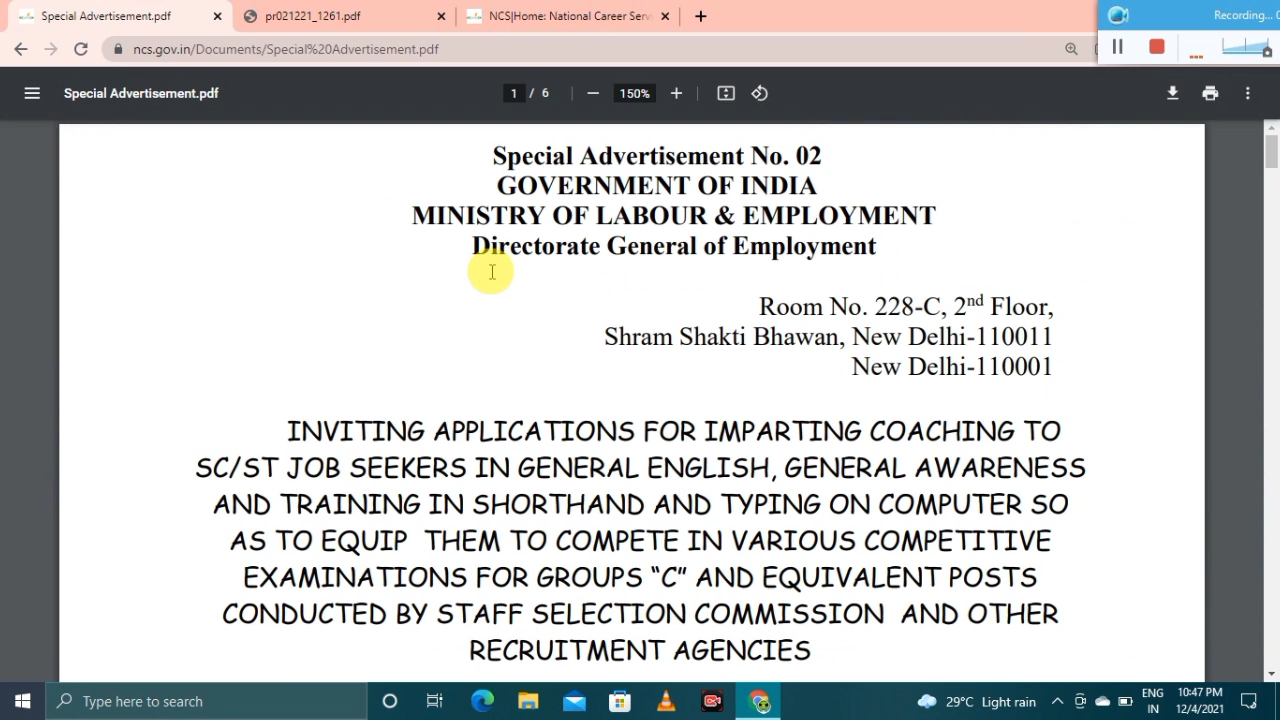 Special Advertisement.pdf
pr021221_1261.pdf
NCS|Home: National Career Serv
Recording...
ncs.gov.in/Documents/Special%20Advertisement.pdf
Special Advertisement.pdf
1 / 6
150%
Special Advertisement No. 02
GOVERNMENT OF INDIA
MINISTRY OF LABOUR & EMPLOYMENT
Directorate General of Employment
Room No. 228-C, 2nd Floor,
Shram Shakti Bhawan, New Delhi-110011
New Delhi-110001
INVITING APPLICATIONS FOR IMPARTING COACHING TO
SC/ST JOB SEEKERS IN GENERAL ENGLISH, GENERAL AWARENESS
AND TRAINING IN SHORTHAND AND TYPING ON COMPUTER SO
AS TO EQUIP THEM TO COMPETE IN VARIOUS COMPETITIVE
EXAMINATIONS FOR GROUPS “C” AND EQUIVALENT POSTS
CONDUCTED BY STAFF SELECTION COMMISSION AND OTHER
RECRUITMENT AGENCIES
Type here to search
29°C Light rain
ENG
IN
10:47 PM
12/4/2021